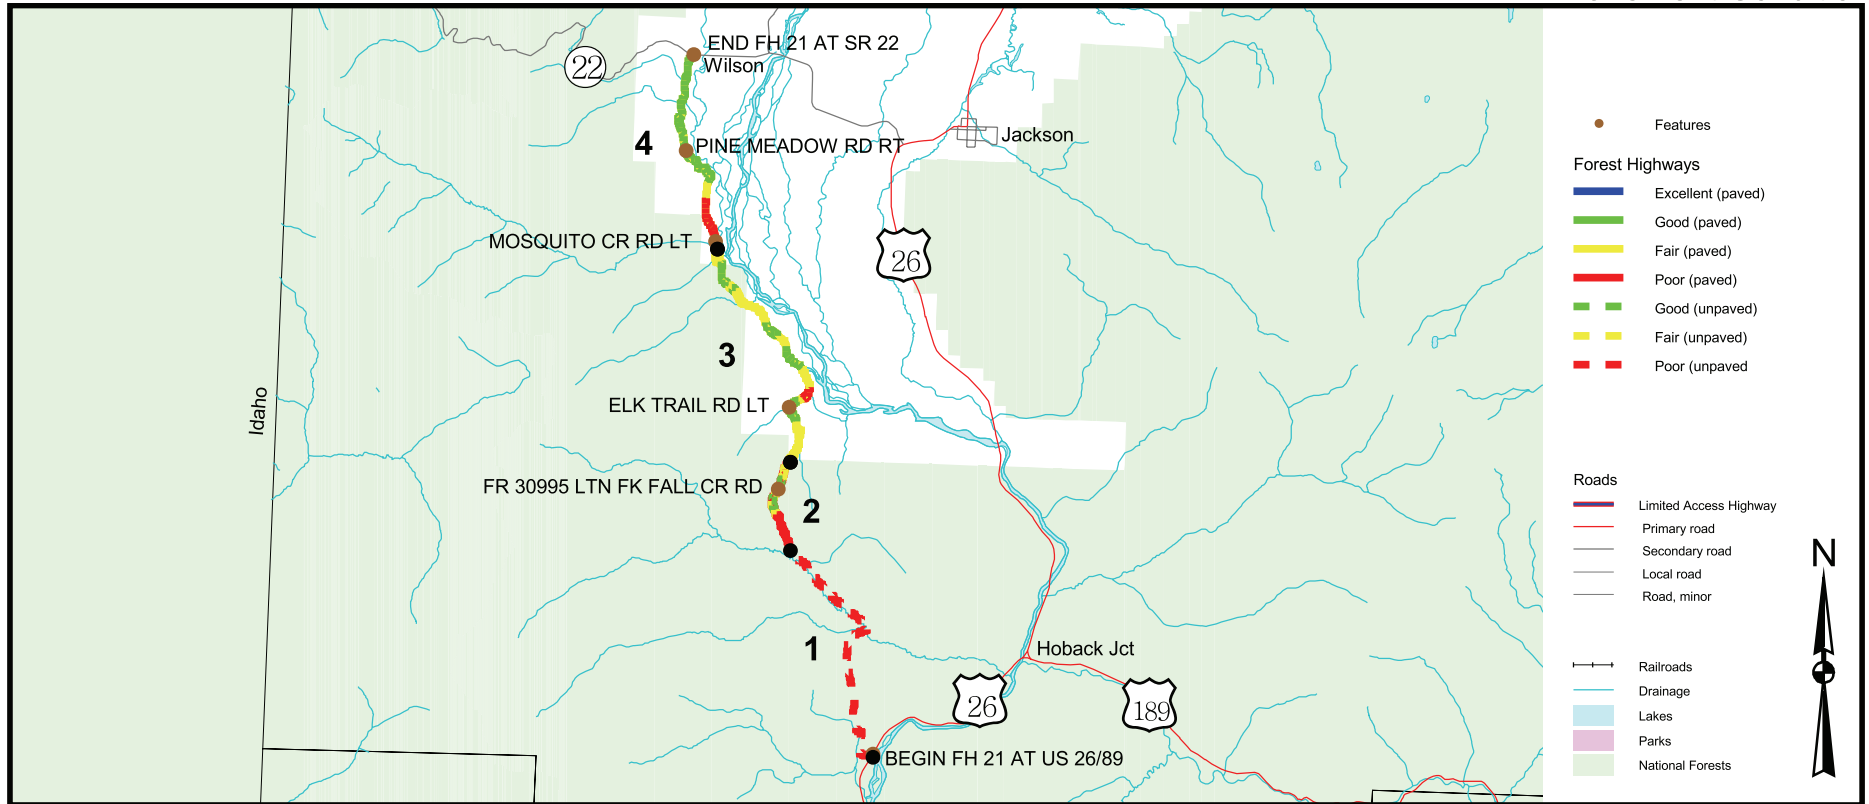 END FH 21 AT SR 22
Wilson
22
Jackson
4
PINE MEADOW RD RT
MOSQUITO CR RD LT
26
3
Idaho
ELK TRAIL RD LT
FR 30995 LTN FK FALL CR RD
2
1
Hoback Jct
26
189
BEGIN FH 21 AT US 26/89
Features
Forest Highways
Excellent (paved)
Good (paved)
Fair (paved)
Poor (paved)
Good (unpaved)
Fair (unpaved)
Poor (unpaved
Roads
Limited Access Highway
Primary road
Secondary road
Local road
Road, minor
Railroads
Drainage
Lakes
Parks
National Forests
N